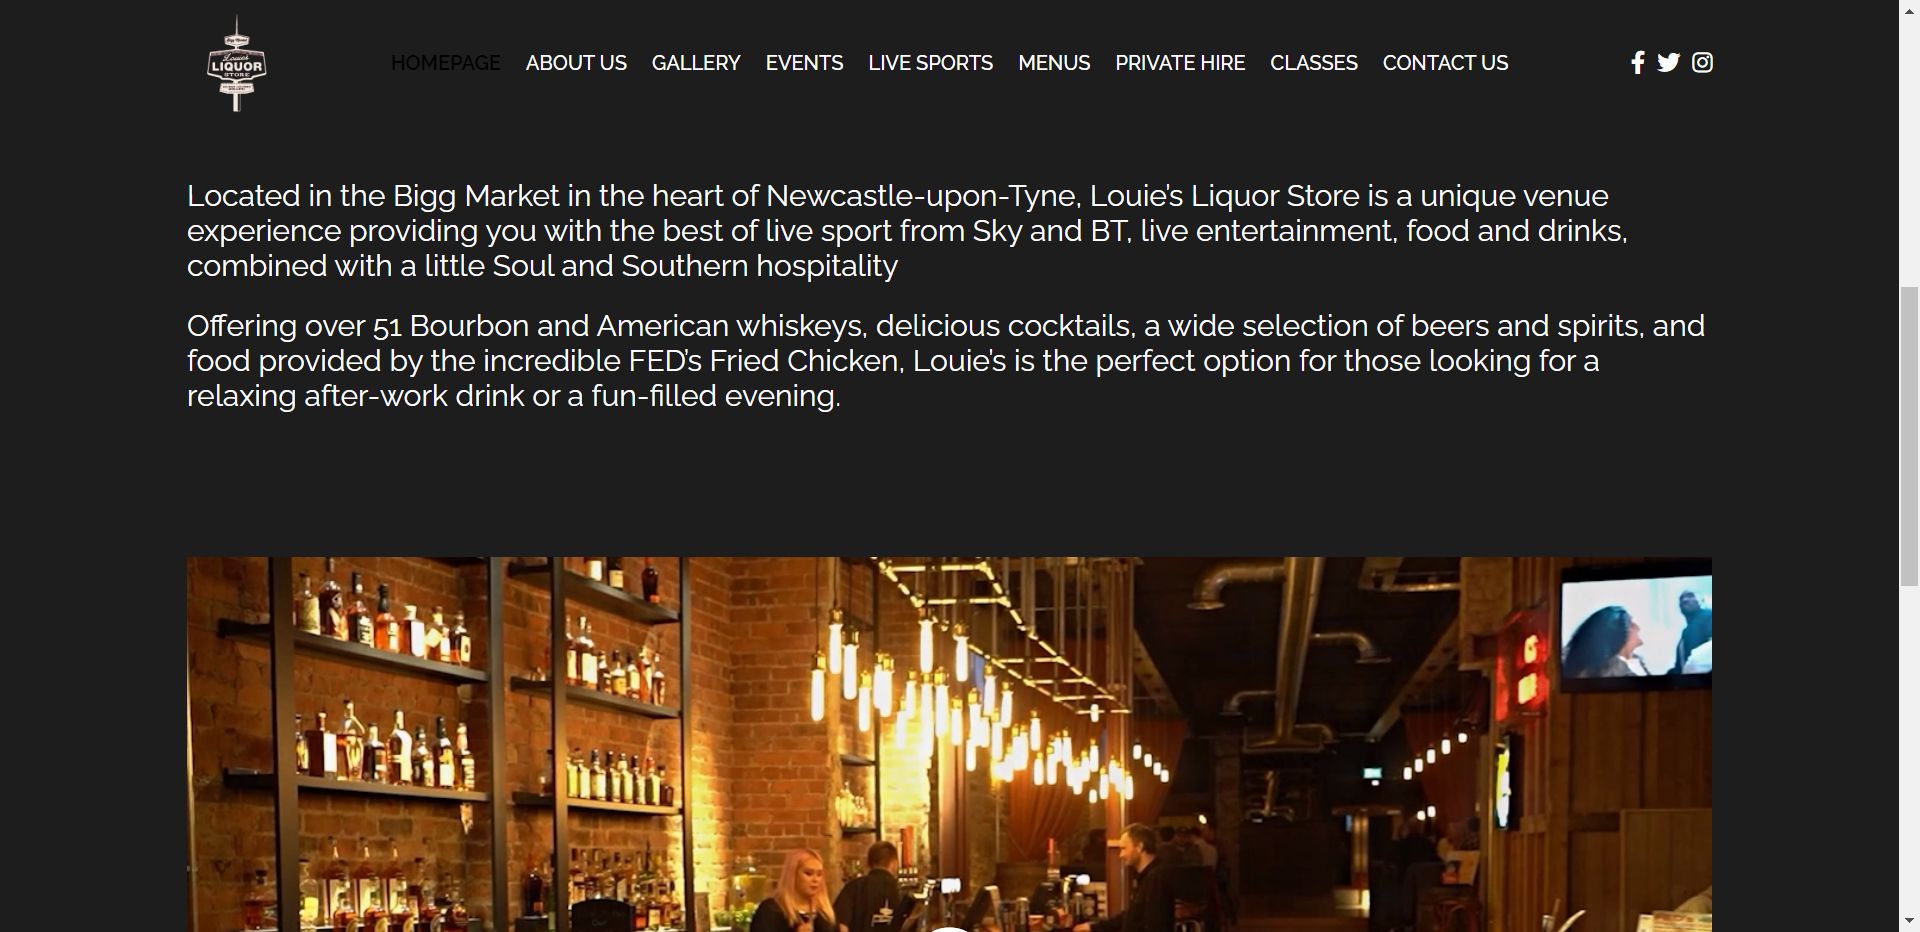 Louie's
LIQUOR
STORE
HOMEPAGE ABOUT US GALLERY EVENTS LIVE SPORTS MENUS PRIVATE HIRE CLASSES CONTACT US
Located in the Bigg Market in the heart of Newcastle-upon-Tyne, Louie’s Liquor Store is a unique venue
experience providing you with the best of live sport from Sky and BT, live entertainment, food and drinks,
combined with a little Soul and Southern hospitality
Offering over 51 Bourbon and American whiskeys, delicious cocktails, a wide selection of beers and spirits, and
food provided by the incredible FED’s Fried Chicken, Louie’s is the perfect option for those looking for a
relaxing after-work drink or a fun-filled evening.